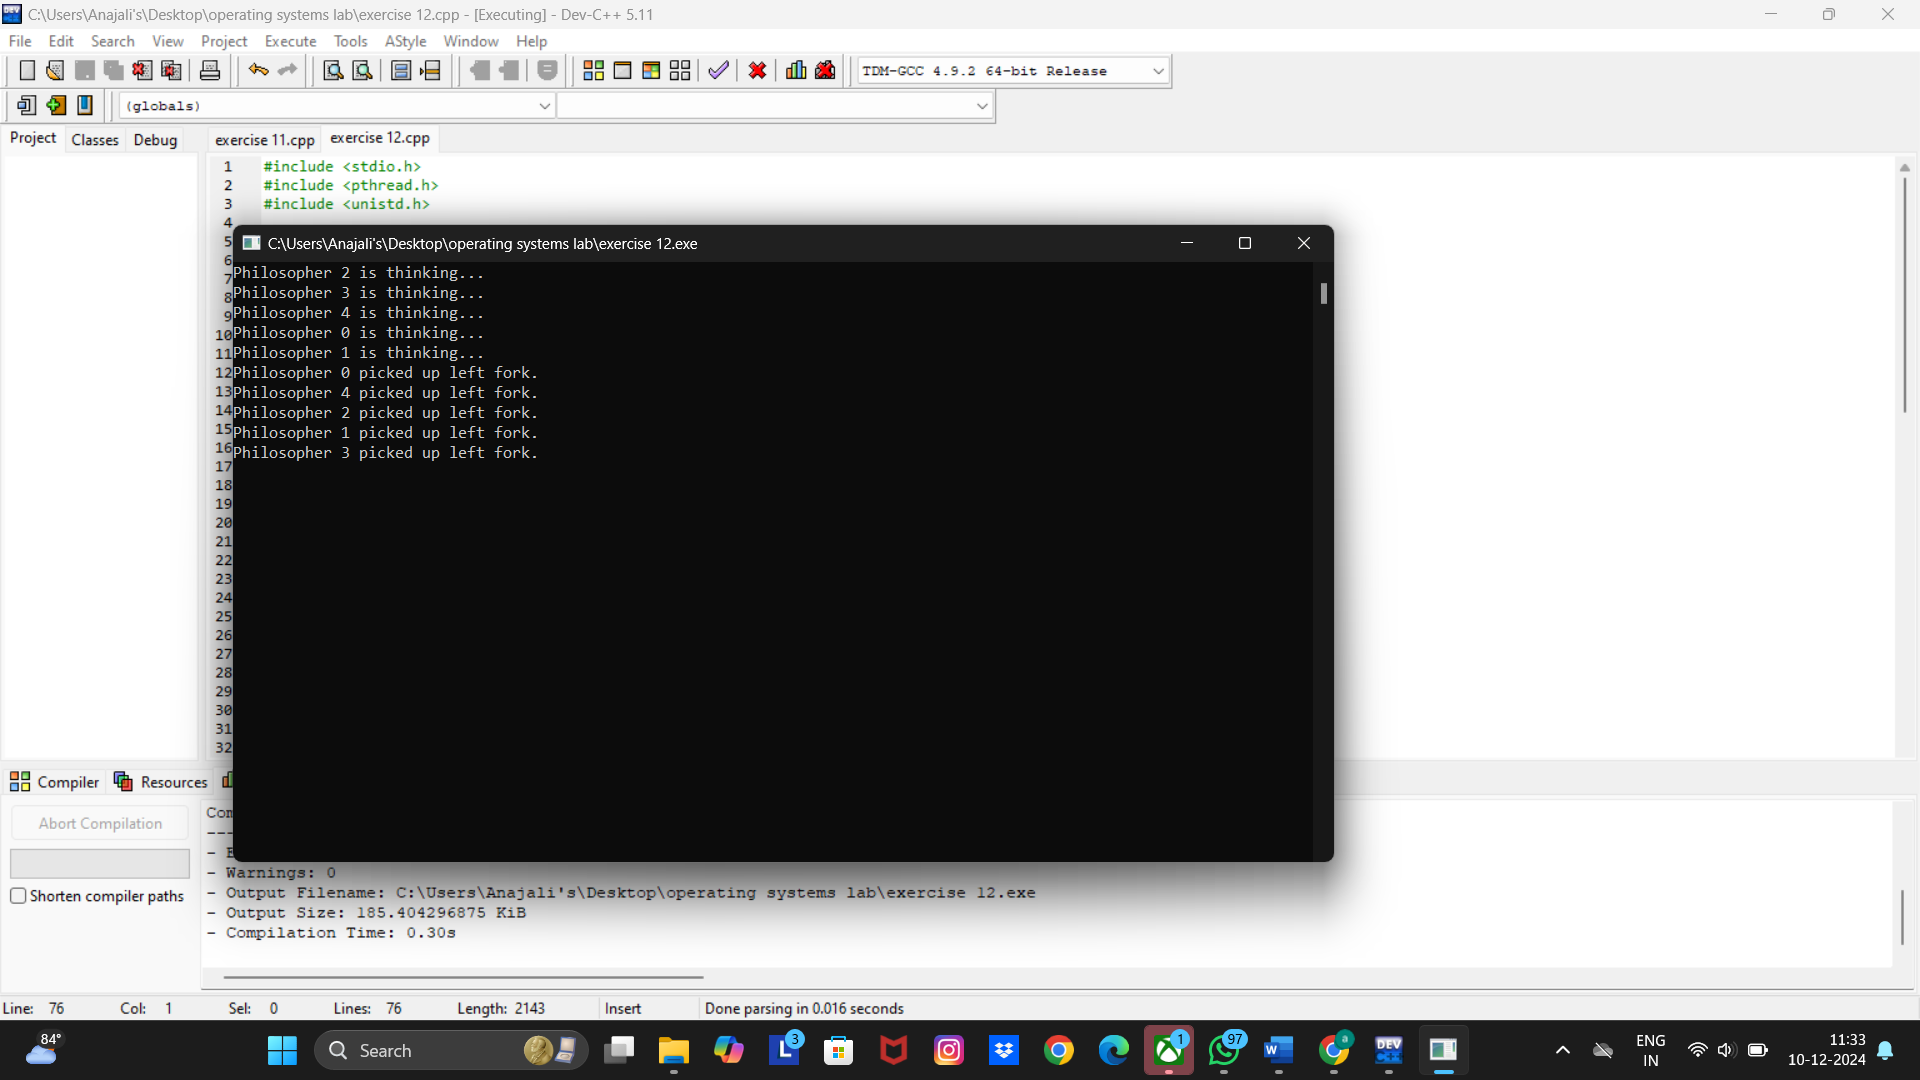 C:\Users\Anajali's\Desktop\operating systems lab\exercise 12.cpp - [Executing] - Dev-C++ 5.11
File Edit Search View Project Execute Tools AStyle Window Help
TDM-GCC 4.9.2 64-bit Release
(globals)
Project Classes Debug exercise 11.cpp exercise 12.cpp
1 #include <stdio.h>
2 #include <pthread.h>
3 #include <unistd.h>
4
C:\Users\Anajali's\Desktop\operating systems lab\exercise 12.exe
5
6
Philosopher 2 is thinking...
7
Philosopher 3 is thinking...
8
Philosopher 4 is thinking...
9
Philosopher 0 is thinking...
10
Philosopher 1 is thinking...
11
Philosopher 0 picked up left fork.
12
Philosopher 4 picked up left fork.
13
Philosopher 2 picked up left fork.
14
Philosopher 1 picked up left fork.
15
Philosopher 3 picked up left fork.
16
17
18
19
20
21
22
23
24
25
26
27
28
29
30
31
32
Compiler Resources
Abort Compilation
Shorten compiler paths
- Warnings: 0
- Output Filename: C:\Users\Anajali's\Desktop\operating systems lab\exercise 12.exe
- Output Size: 185.404296875 KiB
- Compilation Time: 0.30s
Line: 76 Col: 1 Sel: 0 Lines: 76 Length: 2143 Insert Done parsing in 0.016 seconds
84°
Search
3
1
97
a
DEV C++
ENG
IN
11:33
10-12-2024